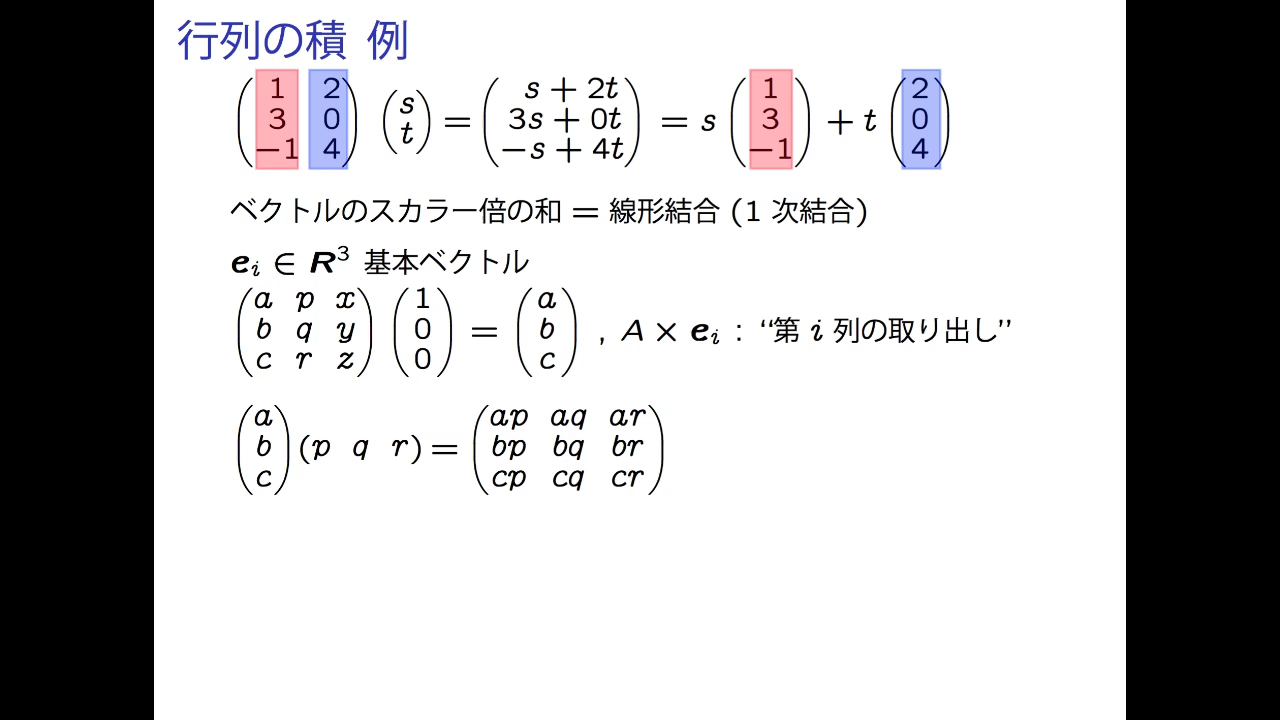 行列の積 例
(1 2
3 0
−1 4) (s
t) = (s + 2t
3s + 0t
−s + 4t) = s (1
3
−1) + t (2
0
4)
ベクトルのスカラー倍の和 = 線形結合 (1 次結合)
eᵢ ∈ R³ 基本ベクトル
(a p x
b q y
c r z) (1
0
0) = (a
b
c) , A × eᵢ : “第 i 列の取り出し”
(a
b
c) (p q r) = (ap aq ar
bp bq br
cp cq cr)